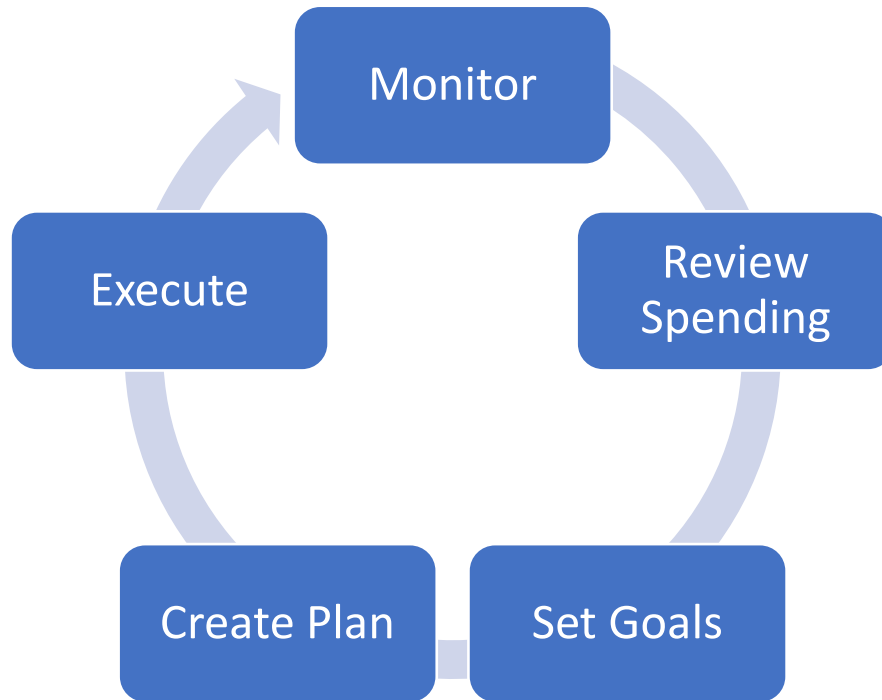 Monitor
Review
Spending
Set Goals
Create Plan
Execute